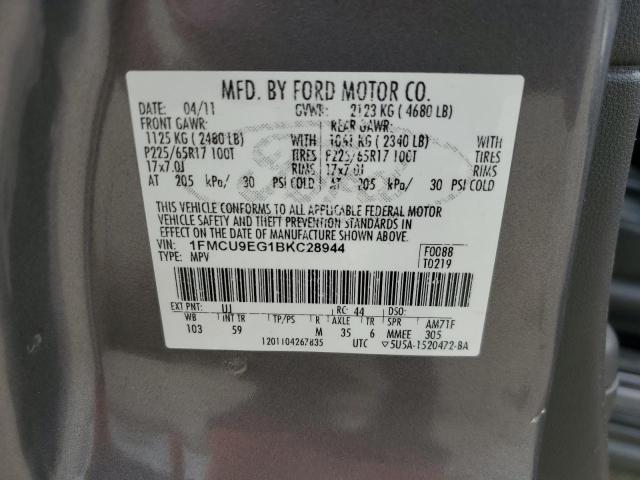 MFD. BY FORD MOTOR CO.
DATE: 04/11 GVWR: 2123 KG ( 4680 LB)
FRONT GAWR: REAR GAWR:
1125 KG ( 2480 LB) WITH 1061 KG ( 2340 LB) WITH
P225/65R17 100T TIRES P225/65R17 100T TIRES
17x7.0J RIMS 17x7.0J RIMS
AT 205 kPa/ 30 PSI COLD AT 205 kPa/ 30 PSI COLD
THIS VEHICLE CONFORMS TO ALL APPLICABLE FEDERAL MOTOR
VEHICLE SAFETY AND THEFT PREVENTION STANDARDS IN
EFFECT ON THE DATE OF MANUFACTURE SHOWN ABOVE.
VIN: 1FMCU9EG1BKC28944 F0088
TYPE: MPV T0219
EXT PNT: UJ RC: 44 DSO:
WB INT TR TP/PS R AXLE TR SPR AM71F
103 59 M 35 6 MMEE 305
1201104267835 UTC ▽5U5A-1520472-BA